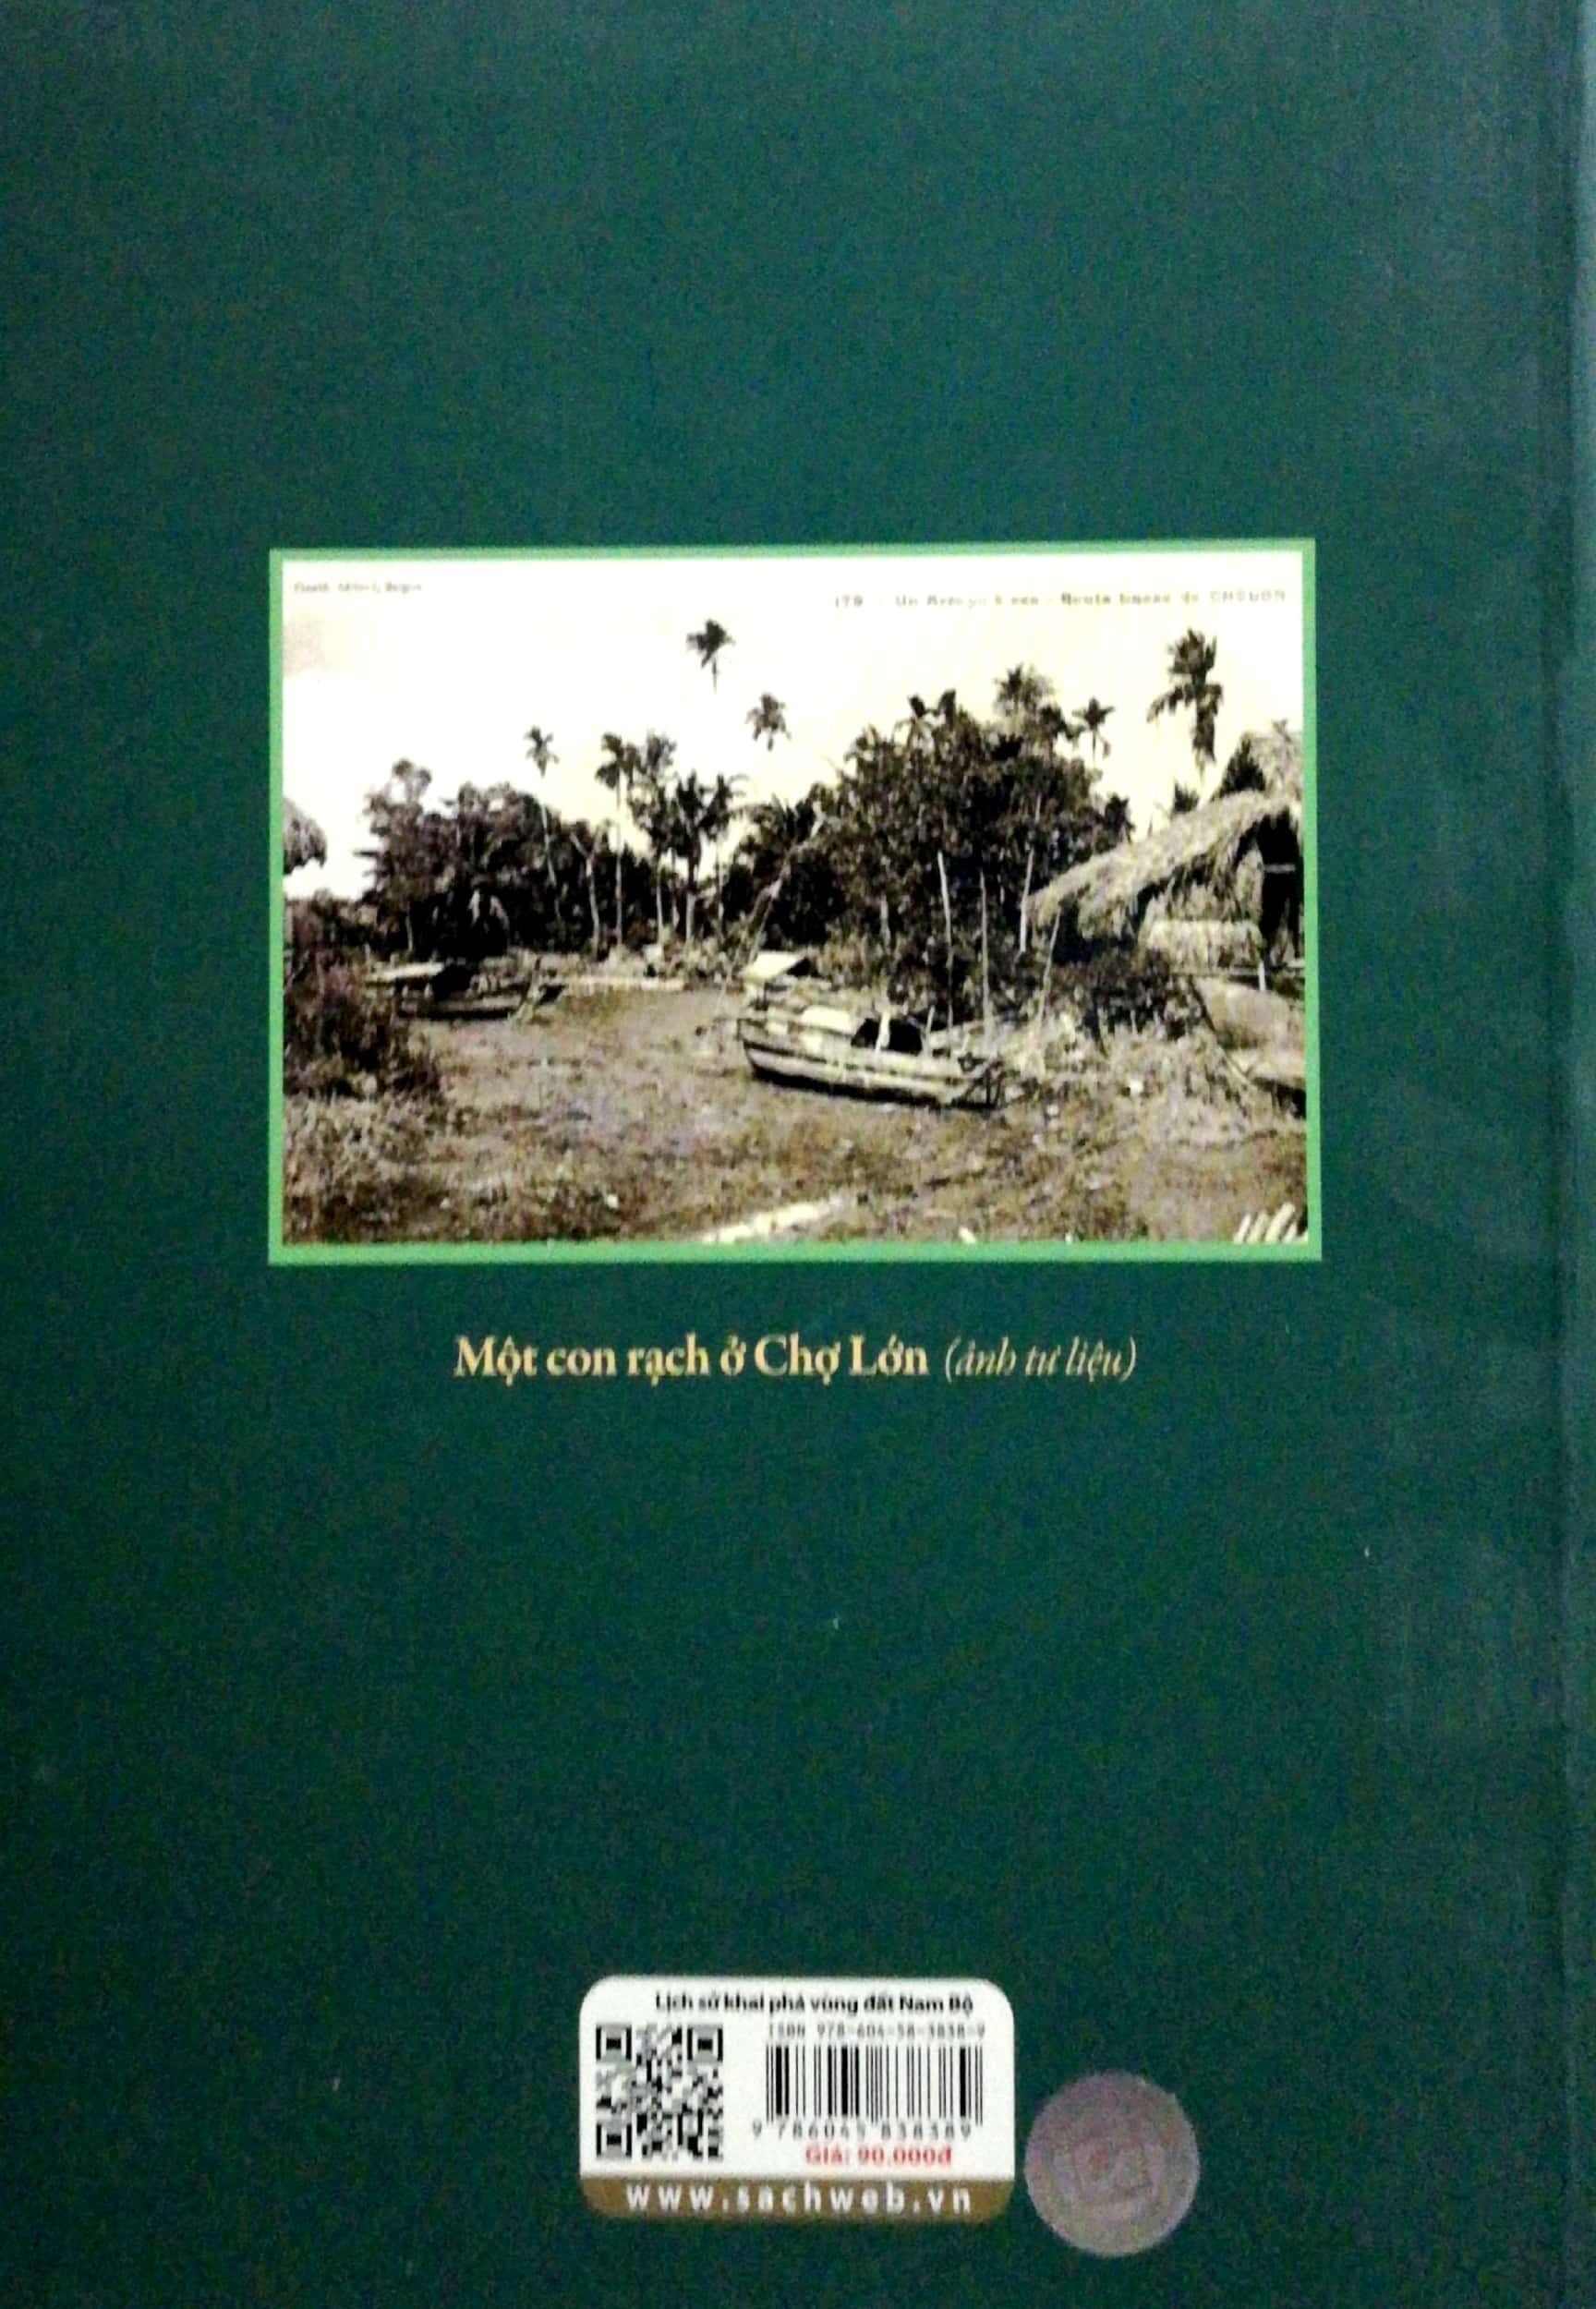 179 - Un Arroyo à sec - Route basse de CHOLON
Một con rạch ở Chợ Lớn (ảnh tư liệu)
Lịch sử khai phá vùng đất Nam Bộ
ISBN 978-604-58-3838-9
9 786045 838389
Giá: 90.000đ
www.sachweb.vn